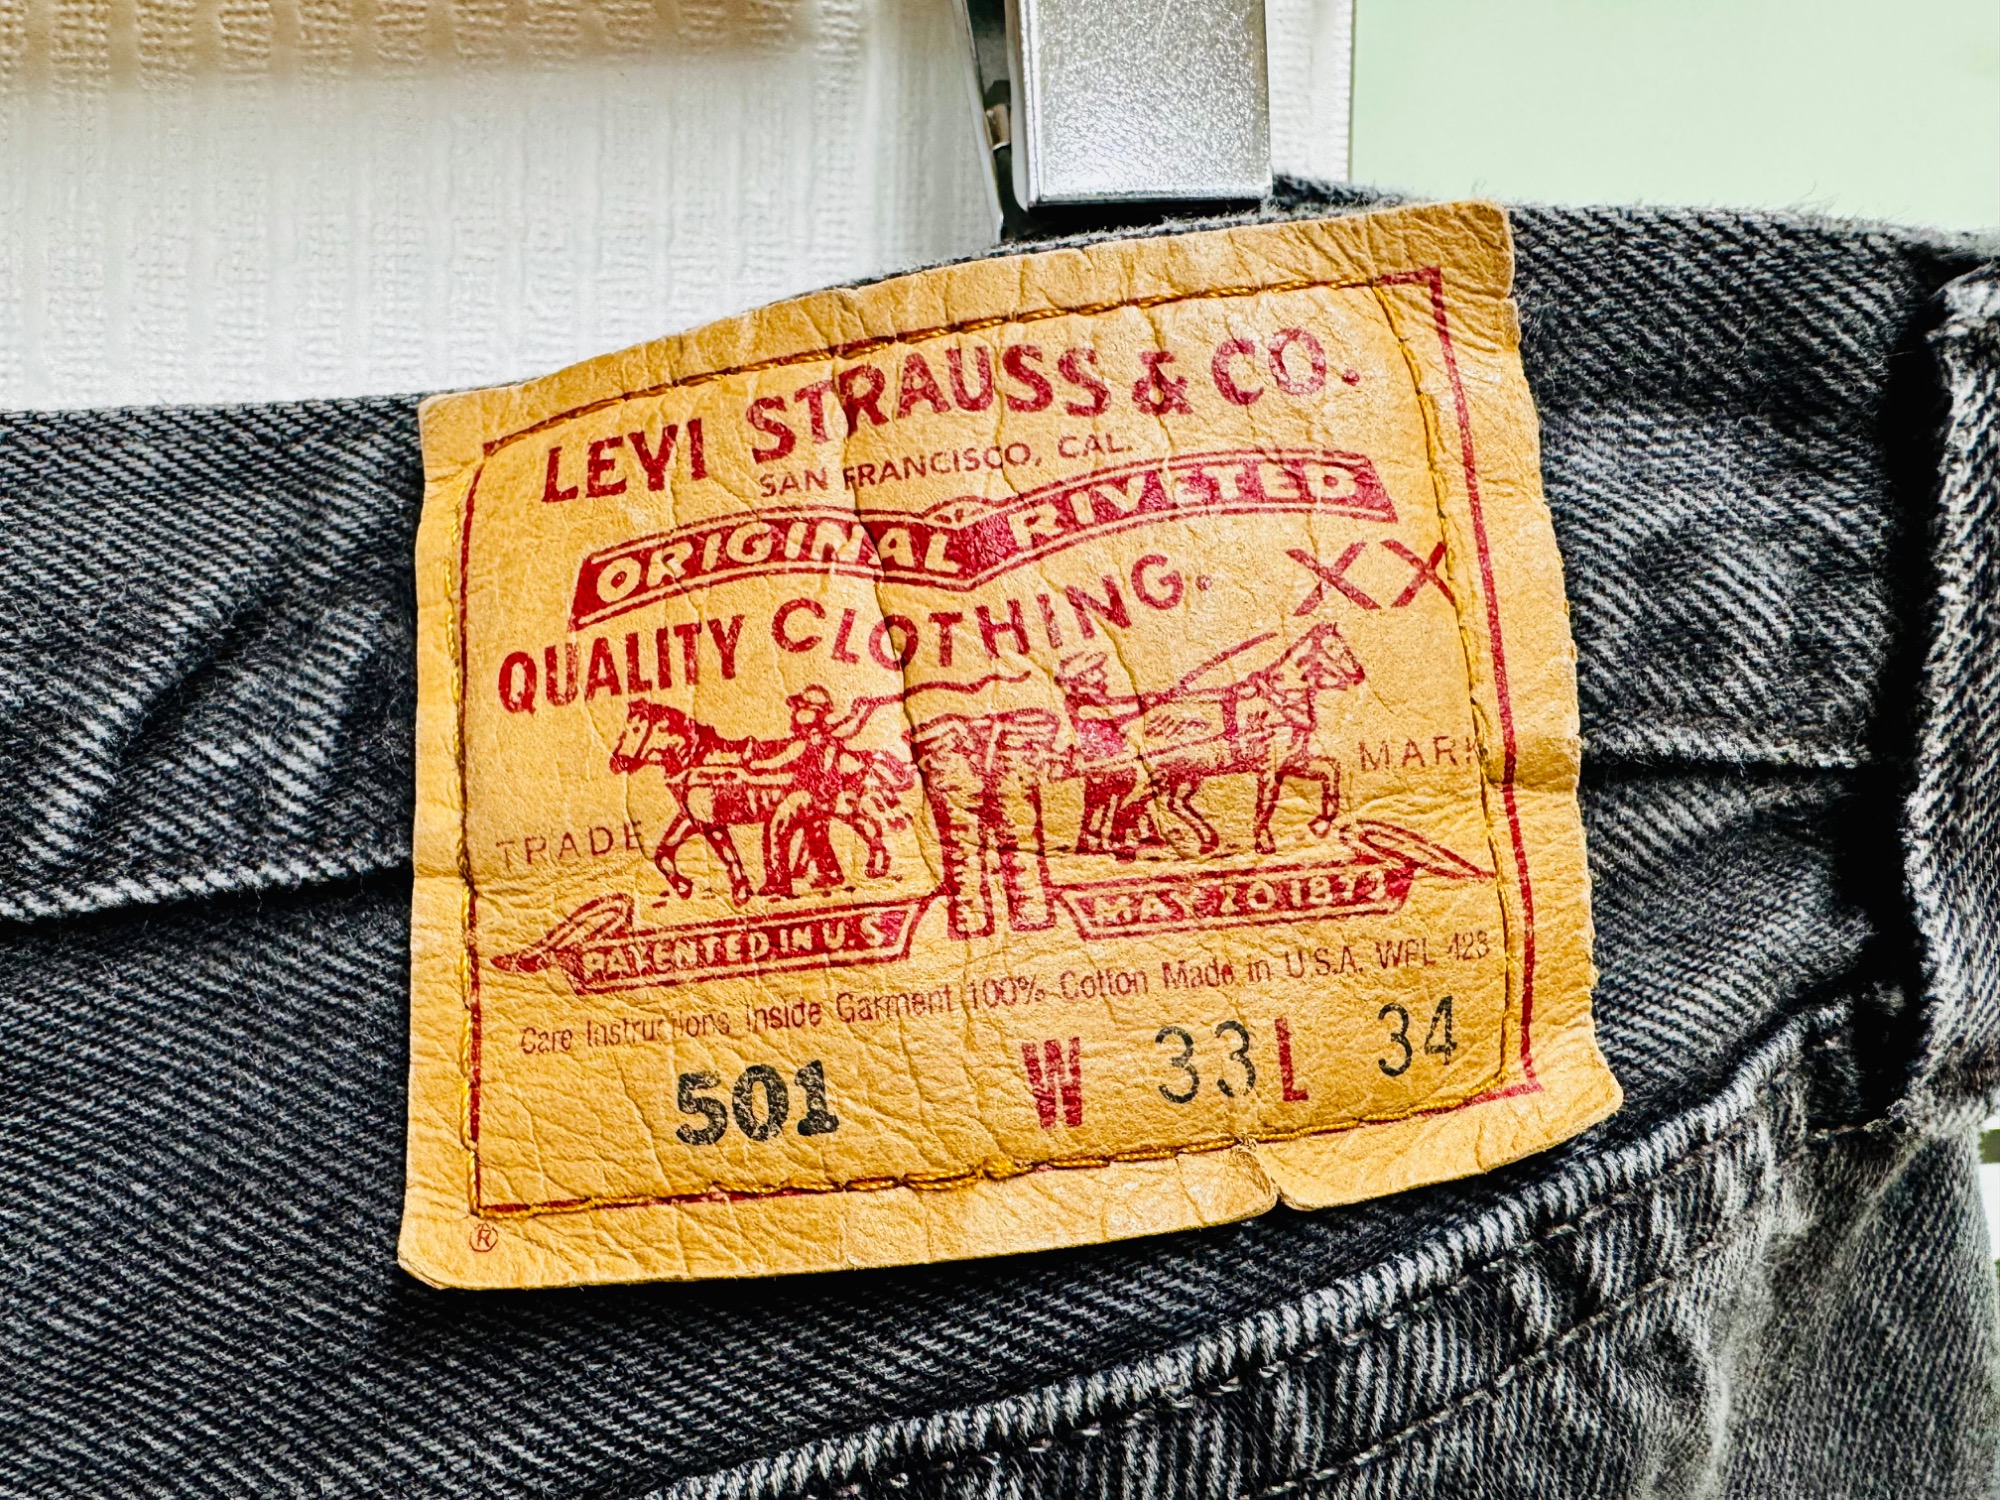 LEVI STRAUSS & CO.
SAN FRANCISCO, CAL.
ORIGINAL RIVETED
QUALITY CLOTHING. XX
TRADE MARK
PATENTED IN U.S. MAY 20 1873
Care Instructions Inside Garment 100% Cotton Made in U.S.A. WPL 423
501 W 33 L 34
®